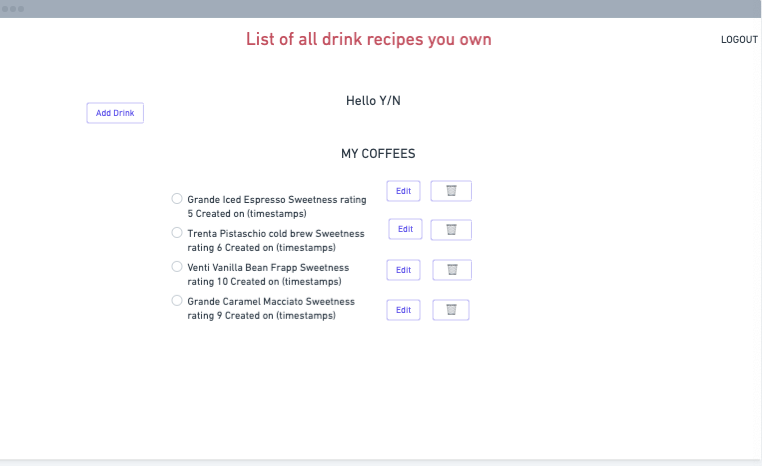 List of all drink recipes you own
LOGOUT
Hello Y/N
Add Drink
MY COFFEES
Grande Iced Espresso Sweetness rating
5 Created on (timestamps)
Edit
Trenta Pistaschio cold brew Sweetness
rating 6 Created on (timestamps)
Edit
Venti Vanilla Bean Frapp Sweetness
rating 10 Created on (timestamps)
Edit
Grande Caramel Macciato Sweetness
rating 9 Created on (timestamps)
Edit